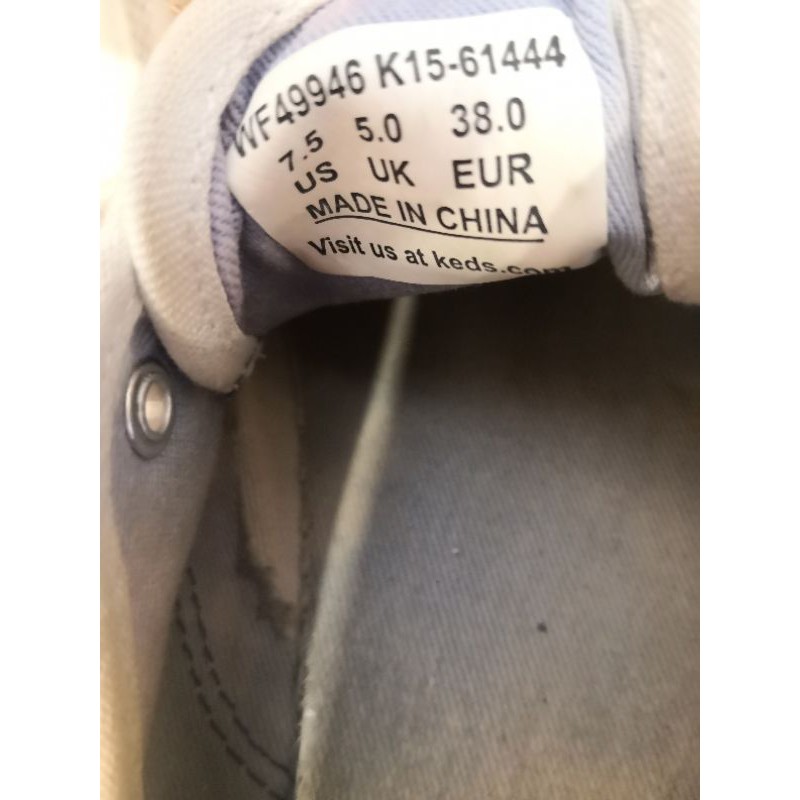 WF49946 K15-61444
7.5 5.0 38.0
US UK EUR
MADE IN CHINA
Visit us at keds.com